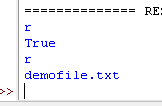 ============== RE
r
True
r
demofile.txt
>>